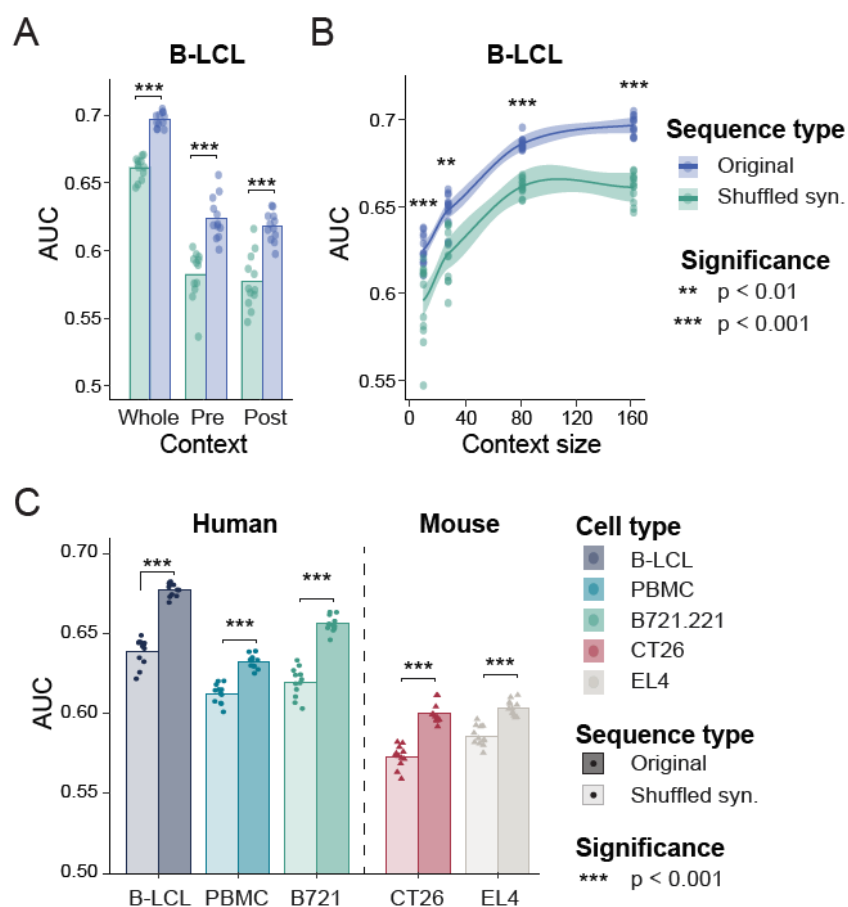 A
B-LCL
0.7
0.65
0.6
0.55
0.5
AUC
***
***
***
Whole Pre Post
Context
B
B-LCL
0.7
0.65
0.6
0.55
AUC
***
**
***
***
0 40 80 120 160
Context size
Sequence type
Original
Shuffled syn.
Significance
** p < 0.01
*** p < 0.001
C
Human
Mouse
0.70
0.65
0.60
0.55
0.50
AUC
***
***
***
***
***
B-LCL PBMC B721 CT26 EL4
Cell type
B-LCL
PBMC
B721.221
CT26
EL4
Sequence type
Original
Shuffled syn.
Significance
*** p < 0.001